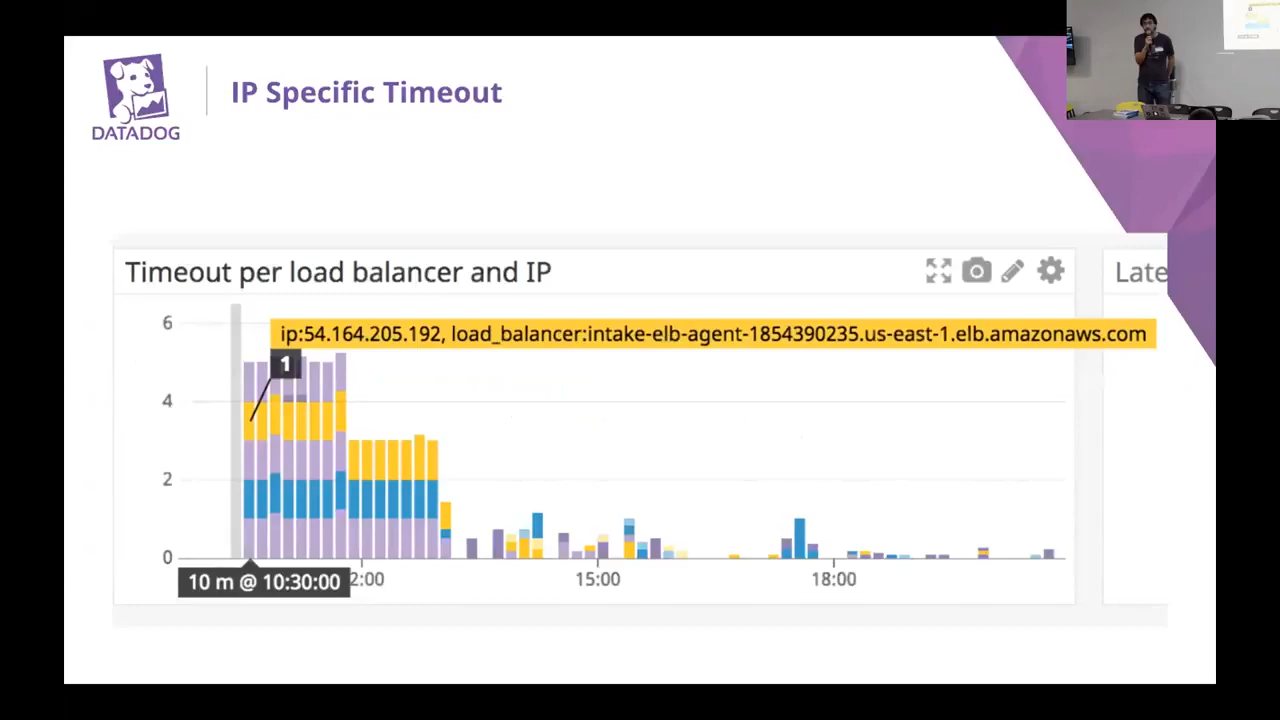 DATADOG
IP Specific Timeout
Timeout per load balancer and IP
Late
6
ip:54.164.205.192, load_balancer:intake-elb-agent-1854390235.us-east-1.elb.amazonaws.com
1
4
2
0
10 m @ 10:30:00
2:00
15:00
18:00